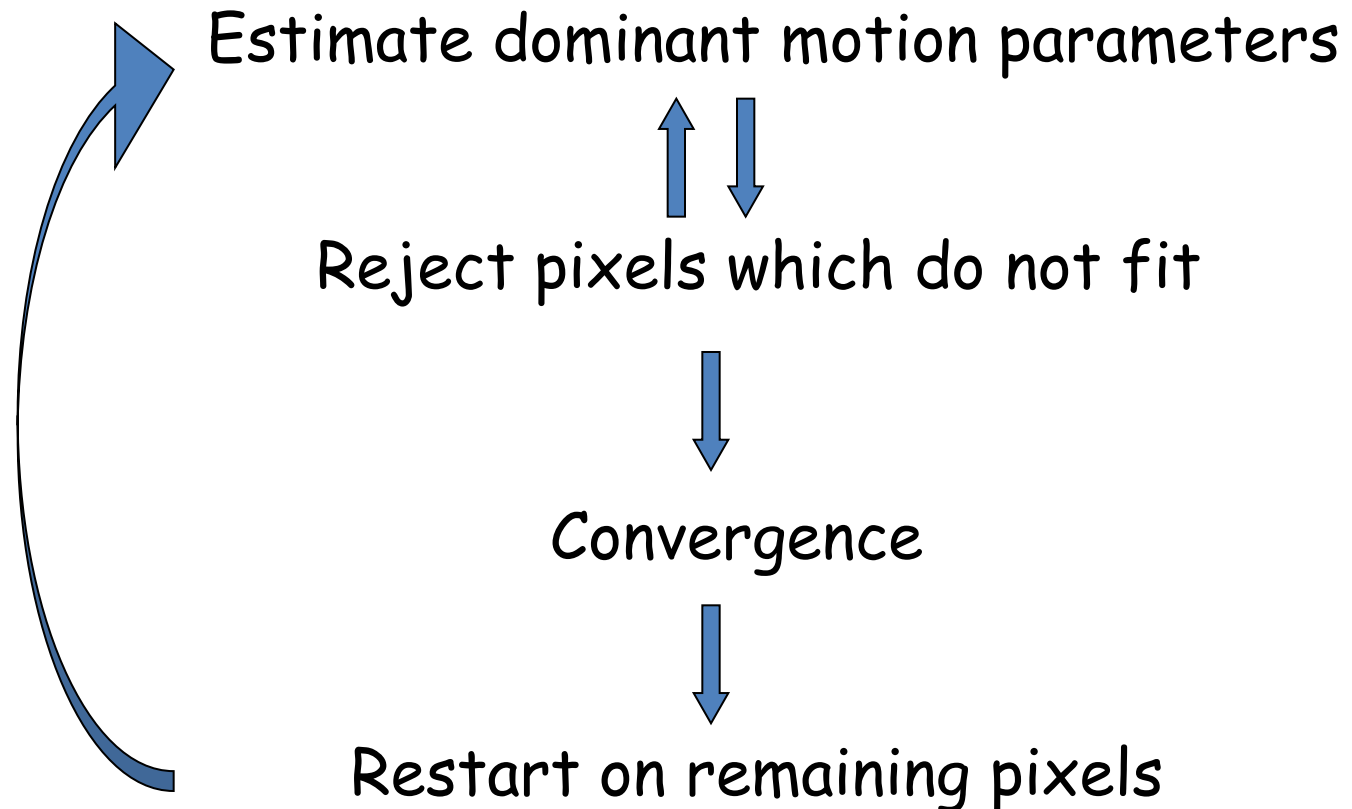 Estimate dominant motion parameters
Reject pixels which do not fit
Convergence
Restart on remaining pixels